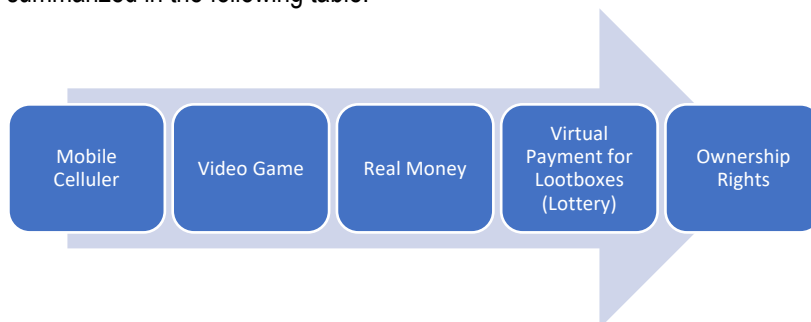 summarized in the following table:
Mobile
Celluler
Video Game
Real Money
Virtual
Payment for
Lootboxes
(Lottery)
Ownership
Rights